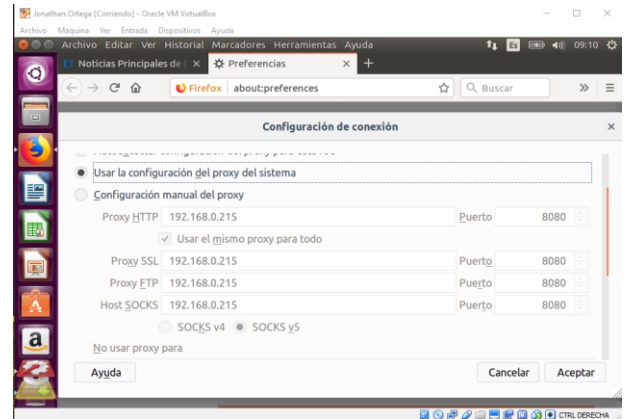 Jonathan.Ortega [Corriendo] - Oracle VM VirtualBox
Archivo Máquina Ver Entrada Dispositivos Ayuda
Archivo Editar Ver Historial Marcadores Herramientas Ayuda Es 09:10
ET Noticias Principales de C Preferencias
Firefox about:preferences Buscar
Configuración de conexión
Usar la configuración del proxy del sistema
Configuración manual del proxy
Proxy HTTP 192.168.0.215 Puerto 8080
Usar el mismo proxy para todo
Proxy SSL 192.168.0.215 Puerto 8080
Proxy FTP 192.168.0.215 Puerto 8080
Host SOCKS 192.168.0.215 Puerto 8080
SOCKS v4 SOCKS v5
No usar proxy para
Ayuda Cancelar Aceptar
CTRL DERECHA